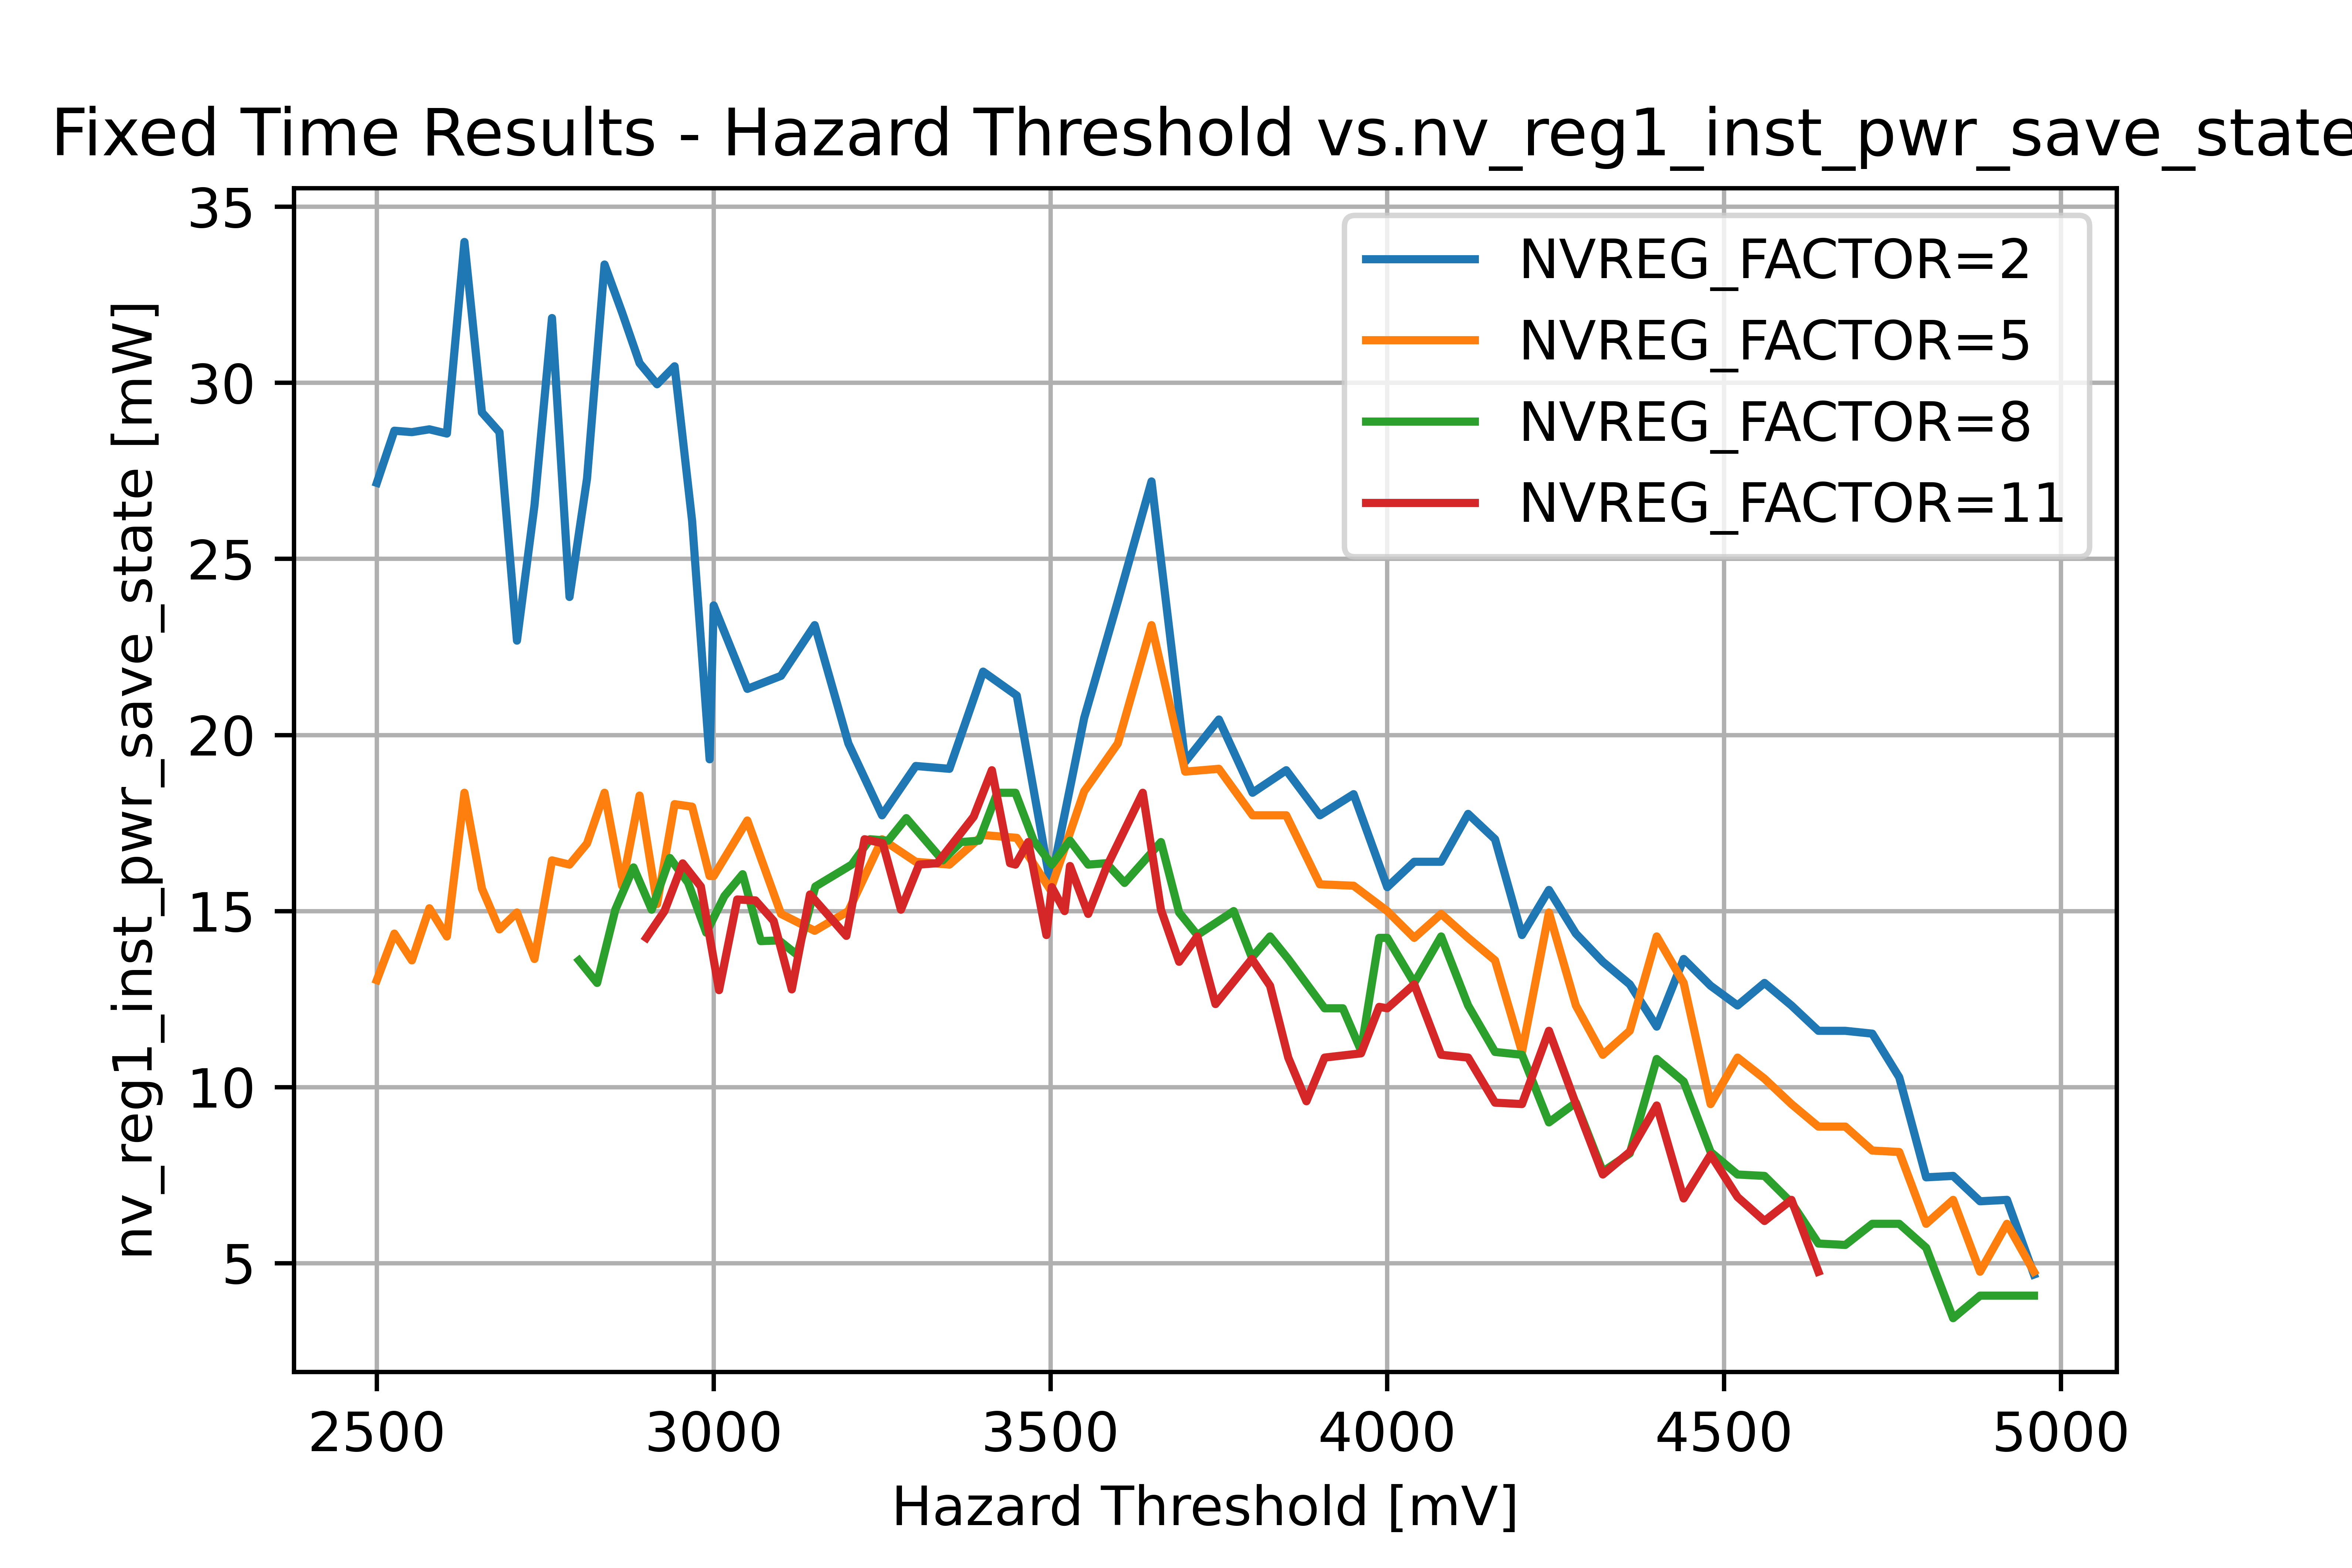 Fixed Time Results - Hazard Threshold vs.nv_reg1_inst_pwr_save_state
35
30
25
20
15
10
5
nv_reg1_inst_pwr_save_state [mW]
NVREG_FACTOR=2
NVREG_FACTOR=5
NVREG_FACTOR=8
NVREG_FACTOR=11
2500 3000 3500 4000 4500 5000
Hazard Threshold [mV]